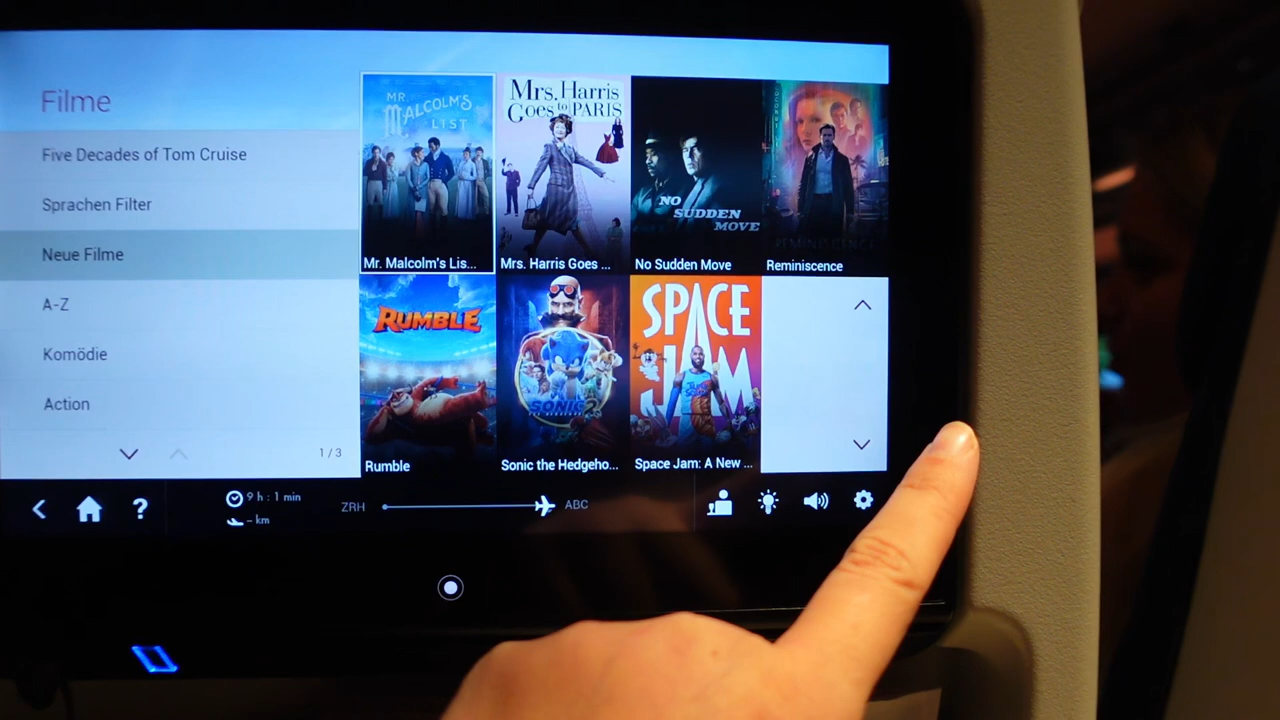 Filme
Five Decades of Tom Cruise
Sprachen Filter
Neue Filme
A-Z
Komödie
Action
1 / 3
MR.
MALCOLM'S
LIST
Mr. Malcolm's Lis...
Mrs. Harris
Goes to PARIS
Mrs. Harris Goes ...
NO
SUDDEN
MOVE
No Sudden Move
REMINISCENCE
Reminiscence
RUMBLE
Rumble
SONIC 2
Sonic the Hedgeho...
SPACE
JAM
Space Jam: A New ...
?
9 h : 1 min
– km
ZRH
ABC